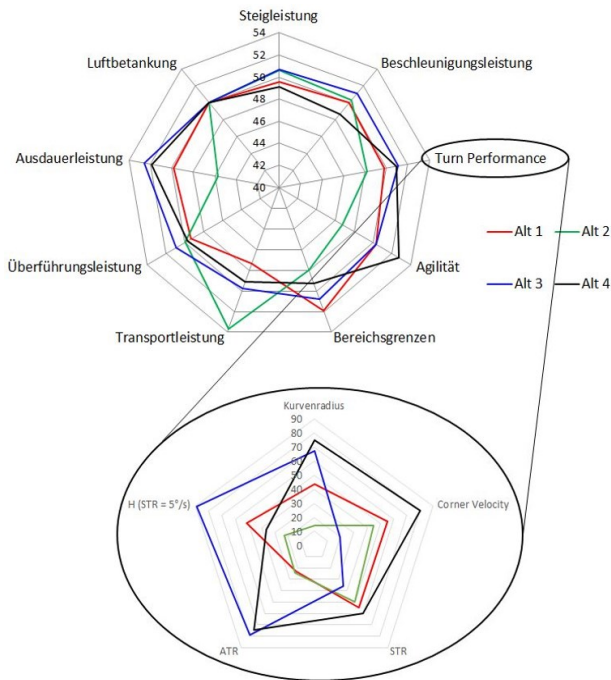 Steigleistung
54
52
50
48
46
44
42
40
Luftbetankung
Beschleunigungsleistung
Ausdauerleistung
Turn Performance
Überführungsleistung
Agilität
Transportleistung
Bereichsgrenzen
Alt 1 Alt 2
Alt 3 Alt 4
Kurvenradius
90
80
70
60
50
40
30
20
10
0
H (STR = 5°/s)
Corner Velocity
ATR
STR